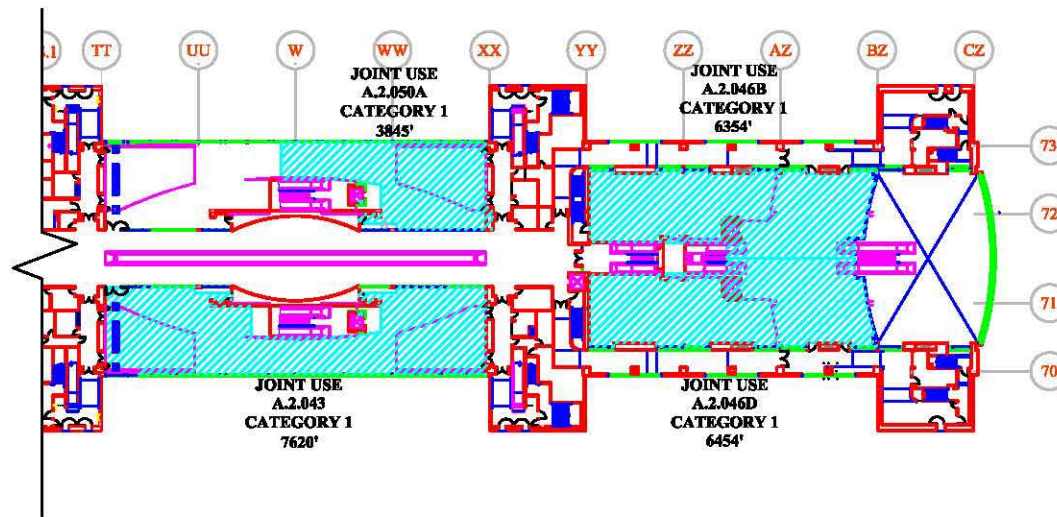 TT UU W WW XX YY ZZ AZ BZ CZ
JOINT USE
A.2.050A
CATEGORY 1
3845'
JOINT USE
A.2.046B
CATEGORY 1
6354'
73
72
71
70
JOINT USE
A.2.043
CATEGORY 1
7620'
JOINT USE
A.2.046D
CATEGORY 1
6454'